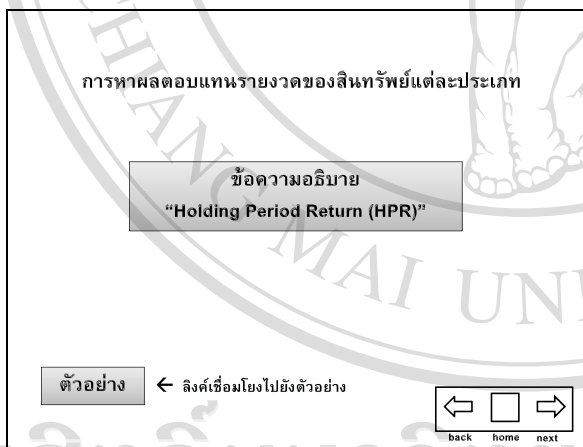 การหาผลตอบแทนรายงวดของสินทรัพย์แต่ละประเภท
ข้อความอธิบาย
“Holding Period Return (HPR)”
CHIANG MAI UNI
ตัวอย่าง ← ลิงค์เชื่อมโยงไปยังตัวอย่าง
back home next